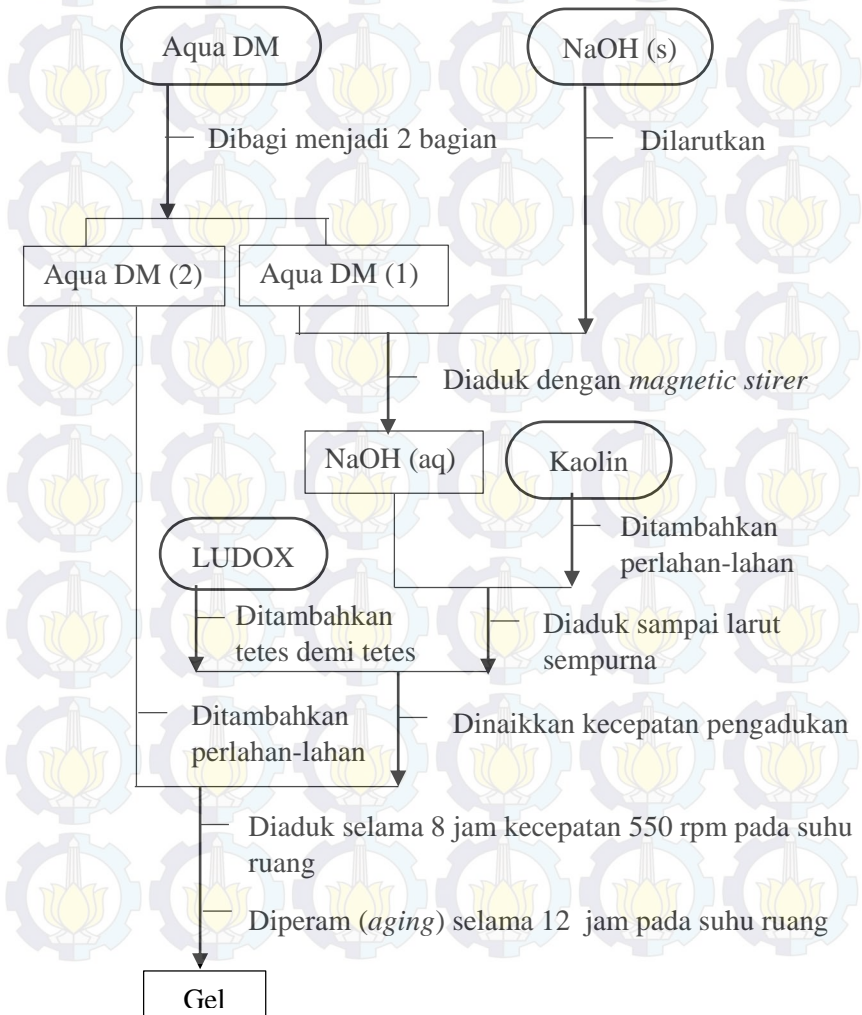 Aqua DM
NaOH (s)
Dibagi menjadi 2 bagian
Dilarutkan
Aqua DM (2)
Aqua DM (1)
Diaduk dengan magnetic stirer
NaOH (aq)
Kaolin
Ditambahkan
perlahan-lahan
LUDOX
Ditambahkan
tetes demi tetes
Diaduk sampai larut
sempurna
Ditambahkan
perlahan-lahan
Dinaikkan kecepatan pengadukan
Diaduk selama 8 jam kecepatan 550 rpm pada suhu
ruang
Diperam (aging) selama 12 jam pada suhu ruang
Gel